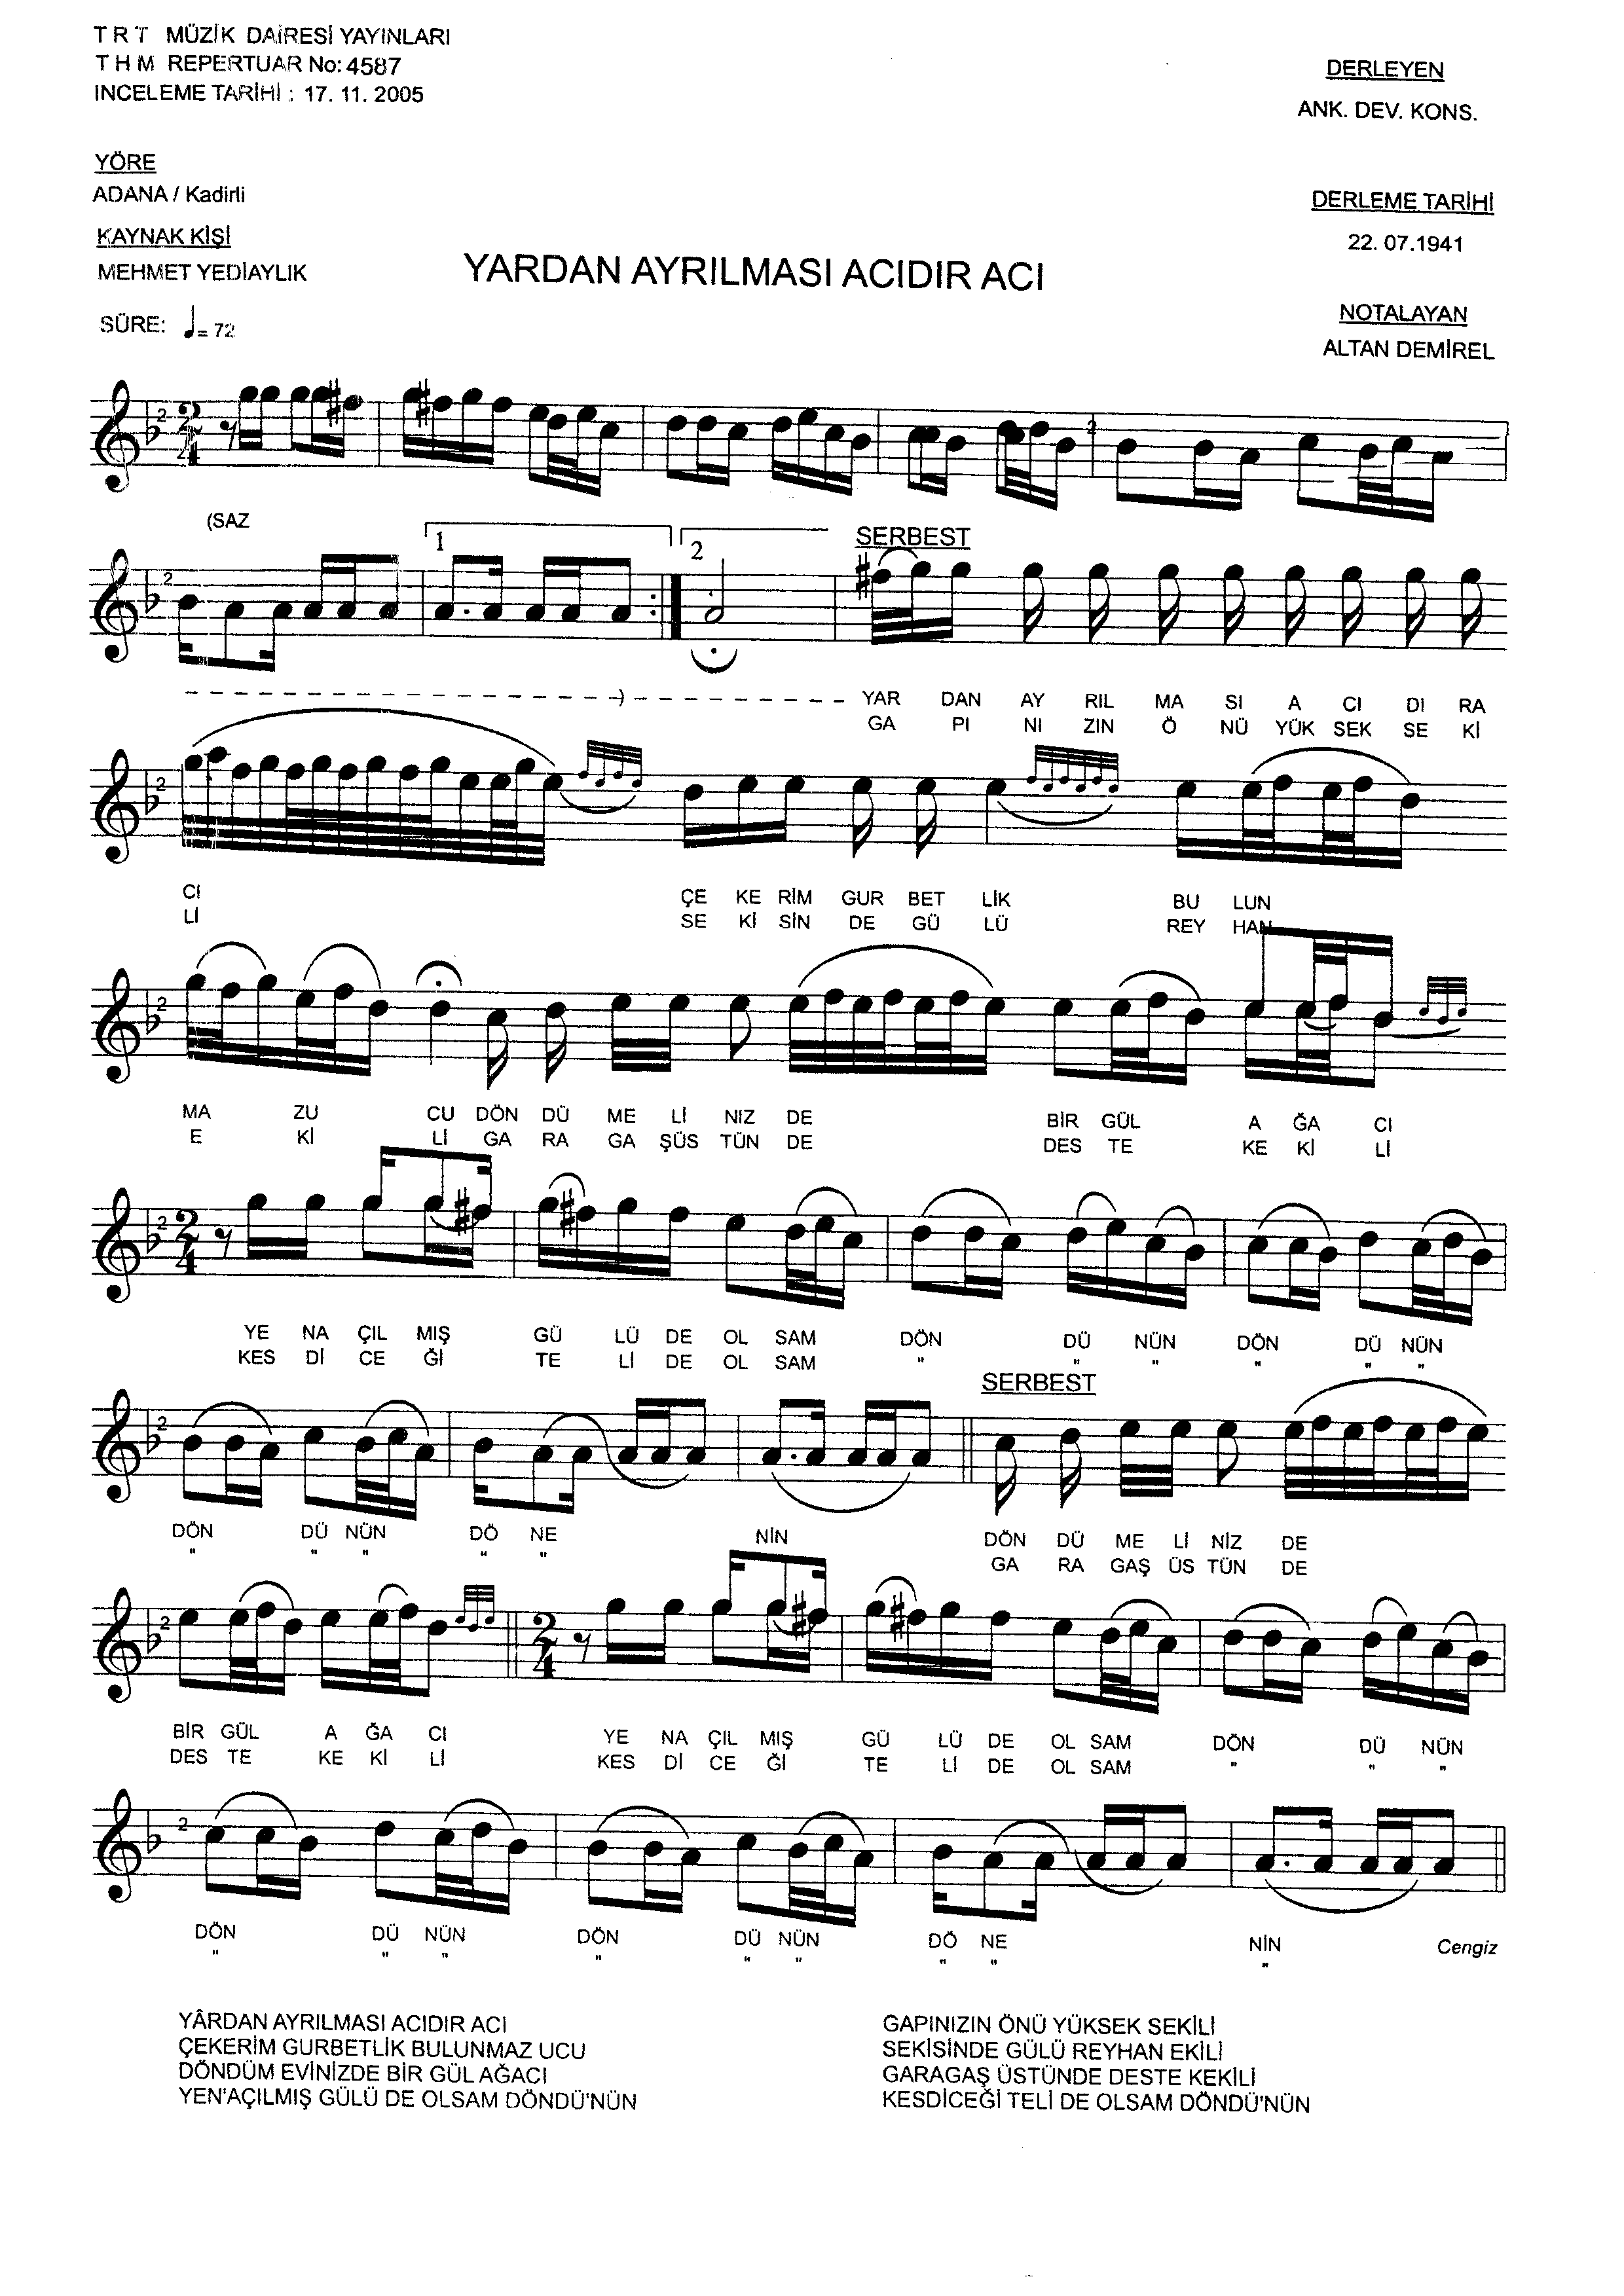 T R T MÜZİK DAİRESİ YAYINLARI
T H M REPERTUAR No: 4587
INCELEME TARİHİ : 17. 11. 2005
DERLEYEN
ANK. DEV. KONS.
YÖRE
ADANA / Kadirli
DERLEME TARİHİ
22. 07.1941
KAYNAK KİŞİ
MEHMET YEDİAYLIK
YARDAN AYRILMASI ACIDIR ACI
NOTALAYAN
ALTAN DEMİREL
SÜRE: ♩= 72
(SAZ
1 2 SERBEST
- - - - - - - - - - - - - - - - -) - - - - - - - - YAR DAN AY RIL MA SI A CI DI RA
GA PI NI ZIN Ö NÜ YÜK SEK SE Kİ
CI ÇE KE RİM GUR BET LİK BU LUN
Lİ SE Kİ SİN DE GÜ LÜ REY HAN
MA ZU CU DÖN DÜ ME Lİ NIZ DE BİR GÜL A ĞA CI
E Kİ Lİ GA RA GA ŞÜS TÜN DE DES TE KE Kİ Lİ
YE NA ÇIL MIŞ GÜ LÜ DE OL SAM DÖN DÜ NÜN DÖN DÜ NÜN
KES Dİ CE Ğİ TE Lİ DE OL SAM " " " " " "
SERBEST
DÖN DÜ NÜN DÖ NE NİN DÖN DÜ ME Lİ NİZ DE
" " " " " GA RA GAŞ ÜS TÜN DE
BİR GÜL A ĞA CI YE NA ÇIL MIŞ GÜ LÜ DE OL SAM DÖN DÜ NÜN
DES TE KE Kİ Lİ KES Dİ CE Ğİ TE Lİ DE OL SAM " " "
DÖN DÜ NÜN DÖN DÜ NÜN DÖ NE NİN Cengiz
" " " " " " " " "
YÂRDAN AYRILMASI ACIDIR ACI
ÇEKERİM GURBETLİK BULUNMAZ UCU
DÖNDÜM EVİNİZDE BİR GÜL AĞACI
YEN'AÇILMIŞ GÜLÜ DE OLSAM DÖNDÜ'NÜN
GAPINIZIN ÖNÜ YÜKSEK SEKİLİ
SEKİSİNDE GÜLÜ REYHAN EKİLİ
GARAGAŞ ÜSTÜNDE DESTE KEKİLİ
KESDİCEĞİ TELİ DE OLSAM DÖNDÜ'NÜN